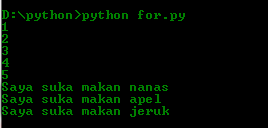 D:\python>python for.py
1
2
3
4
5
Saya suka makan nanas
Saya suka makan apel
Saya suka makan jeruk